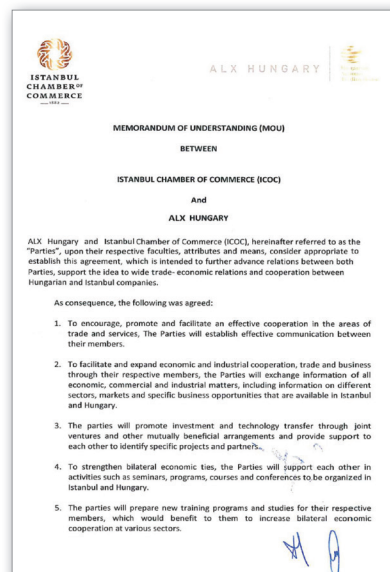 ISTANBUL
CHAMBER OF
COMMERCE
ALX HUNGARY
MEMORANDUM OF UNDERSTANDING (MOU)
BETWEEN
ISTANBUL CHAMBER OF COMMERCE (ICOC)
And
ALX HUNGARY
ALX Hungary and Istanbul Chamber of Commerce (ICOC), hereinafter referred to as the
"Parties", upon their respective faculties, attributes and means, consider appropriate to
establish this agreement, which is intended to further advance relations between both
Parties, support the idea to wide trade- economic relations and cooperation between
Hungarian and Istanbul companies.
As consequence, the following was agreed:
1. To encourage, promote and facilitate an effective cooperation in the areas of
trade and services, The Parties will establish effective communication between
their members.
2. To facilitate and expand economic and industrial cooperation, trade and business
through their respective members, the Parties will exchange information of all
economic, commercial and industrial matters, including information on different
sectors, markets and specific business opportunities that are available in Istanbul
and Hungary.
3. The parties will promote investment and technology transfer through joint
ventures and other mutually beneficial arrangements and provide support to
each other to identify specific projects and partners.
4. To strengthen bilateral economic ties, the Parties will support each other in
activities such as seminars, programs, courses and conferences to be organized in
Istanbul and Hungary.
5. The parties will prepare new training programs and studies for their respective
members, which would benefit to them to increase bilateral economic
cooperation at various sectors.